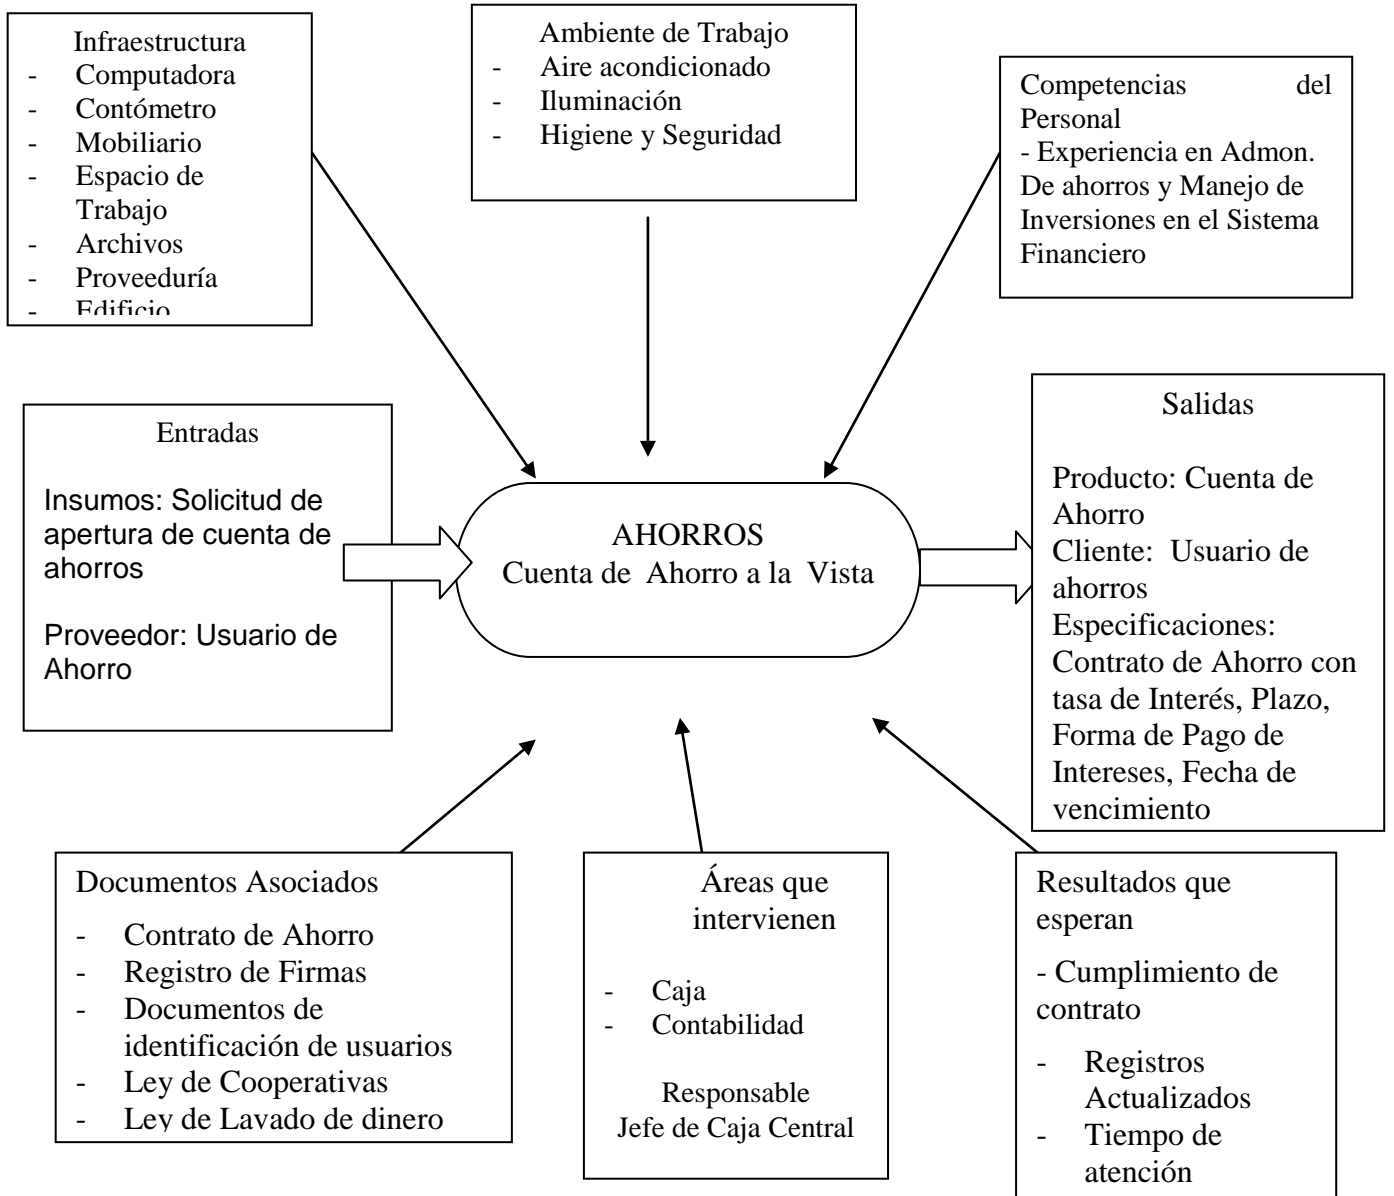 Infraestructura
- Computadora
- Contómetro
- Mobiliario
- Espacio de
Trabajo
- Archivos
- Proveeduría
- Edificio
Ambiente de Trabajo
- Aire acondicionado
- Iluminación
- Higiene y Seguridad
Competencias del
Personal
- Experiencia en Admon.
De ahorros y Manejo de
Inversiones en el Sistema
Financiero
Entradas
Insumos: Solicitud de
apertura de cuenta de
ahorros
Proveedor: Usuario de
Ahorro
AHORROS
Cuenta de Ahorro a la Vista
Salidas
Producto: Cuenta de
Ahorro
Cliente: Usuario de
ahorros
Especificaciones:
Contrato de Ahorro con
tasa de Interés, Plazo,
Forma de Pago de
Intereses, Fecha de
vencimiento
Documentos Asociados
- Contrato de Ahorro
- Registro de Firmas
- Documentos de
identificación de usuarios
- Ley de Cooperativas
- Ley de Lavado de dinero
Áreas que
intervienen
- Caja
- Contabilidad
Responsable
Jefe de Caja Central
Resultados que
esperan
- Cumplimiento de
contrato
- Registros
Actualizados
- Tiempo de
atención